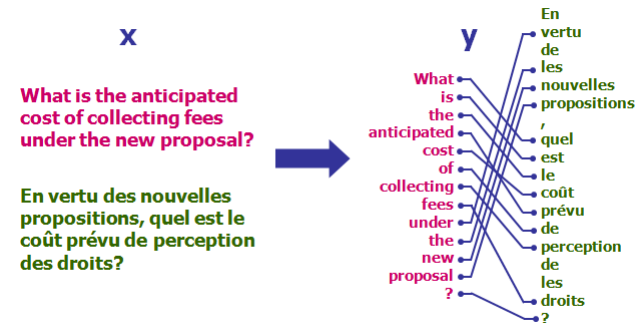 x
What is the anticipated
cost of collecting fees
under the new proposal?
En vertu des nouvelles
propositions, quel est le
coût prévu de perception
des droits?
y
What
is
the
anticipated
cost
of
collecting
fees
under
the
new
proposal
?
En
vertu
de
les
nouvelles
propositions
,
quel
est
le
coût
prévu
de
perception
de
les
droits
?